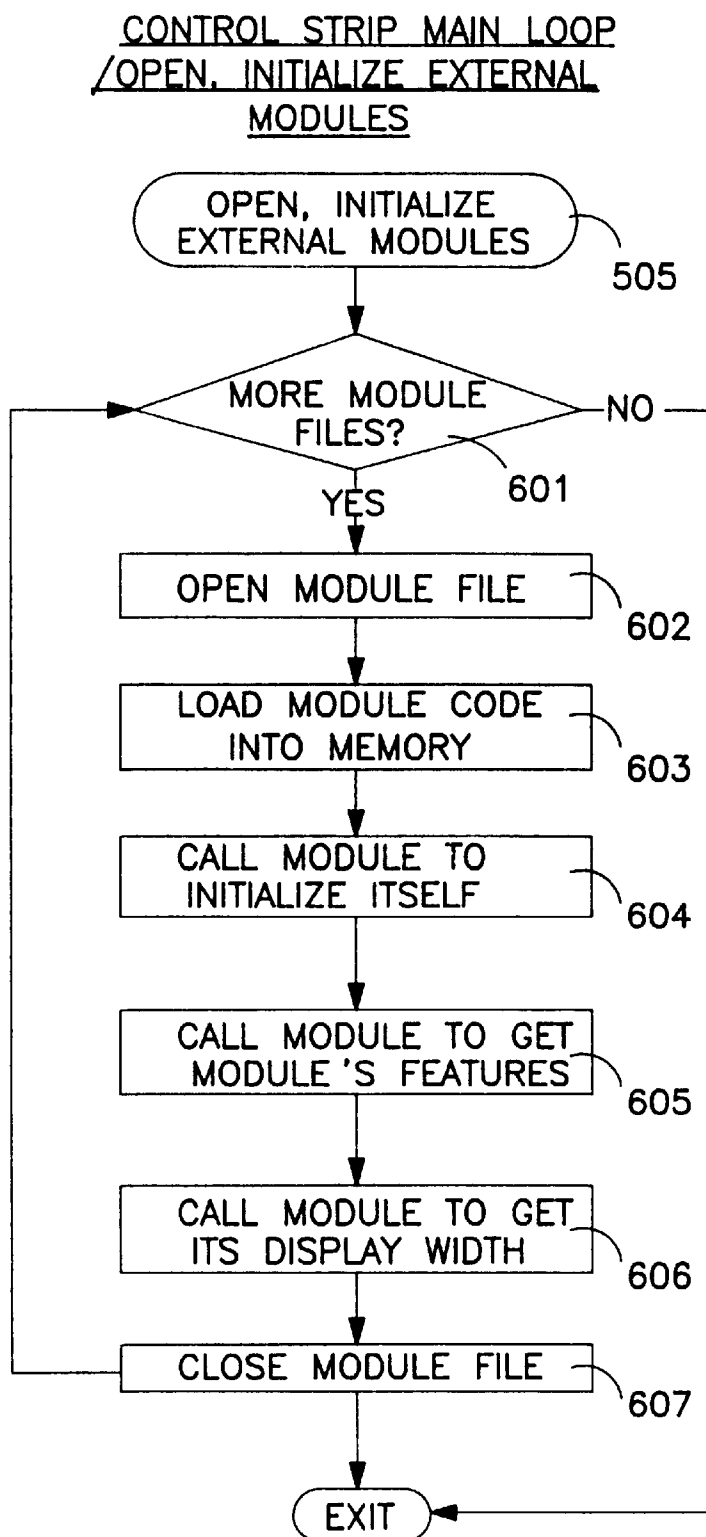 CONTROL STRIP MAIN LOOP
/OPEN, INITIALIZE EXTERNAL
MODULES
OPEN, INITIALIZE
EXTERNAL MODULES
505
MORE MODULE
FILES?
NO
601
YES
OPEN MODULE FILE
602
LOAD MODULE CODE
INTO MEMORY
603
CALL MODULE TO
INITIALIZE ITSELF
604
CALL MODULE TO GET
MODULE'S FEATURES
605
CALL MODULE TO GET
ITS DISPLAY WIDTH
606
CLOSE MODULE FILE
607
EXIT